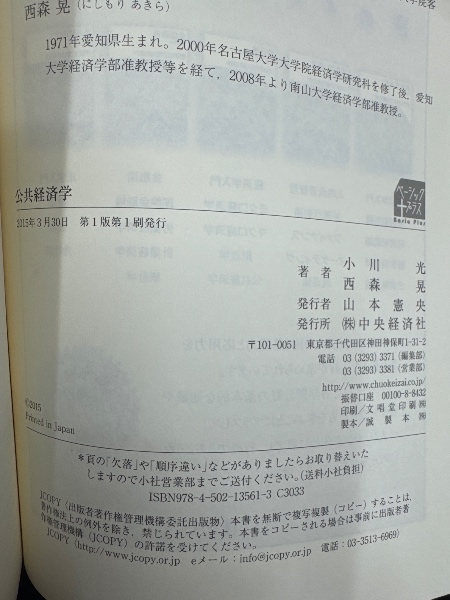 西森 晃(にしもり あきら)
1971年愛知県生まれ。2000年名古屋大学大学院経済学研究科を修了後,愛知
大学経済学部准教授等を経て,2008年より南山大学経済学部准教授。
ベーシック
プラス
Basic Plus
公共経済学
2015年3月30日 第1版第1刷発行
著者 小川 光
西森 晃
発行者 山本憲央
発行所 ㈱中央経済社
〒101-0051 東京都千代田区神田神保町1-31-2
電話 03(3293)3371(編集部)
03(3293)3381(営業部)
http://www.chuokeizai.co.jp/
振替口座 00100-8-8432
印刷/文唱堂印刷㈱
製本/誠製本㈱
©2015
Printed in Japan
*頁の「欠落」や「順序違い」などがありましたらお取り替えいた
しますので小社営業部までご送付ください。(送料小社負担)
ISBN978-4-502-13561-3 C3033
JCOPY〈出版者著作権管理機構委託出版物〉本書を無断で複写複製(コピー)することは,
著作権法上の例外を除き,禁じられています。本書をコピーされる場合は事前に出版者著
作権管理機構(JCOPY)の許諾を受けてください。
JCOPY〈http://www.jcopy.or.jp eメール:info@jcopy.or.jp 電話:03-3513-6969〉